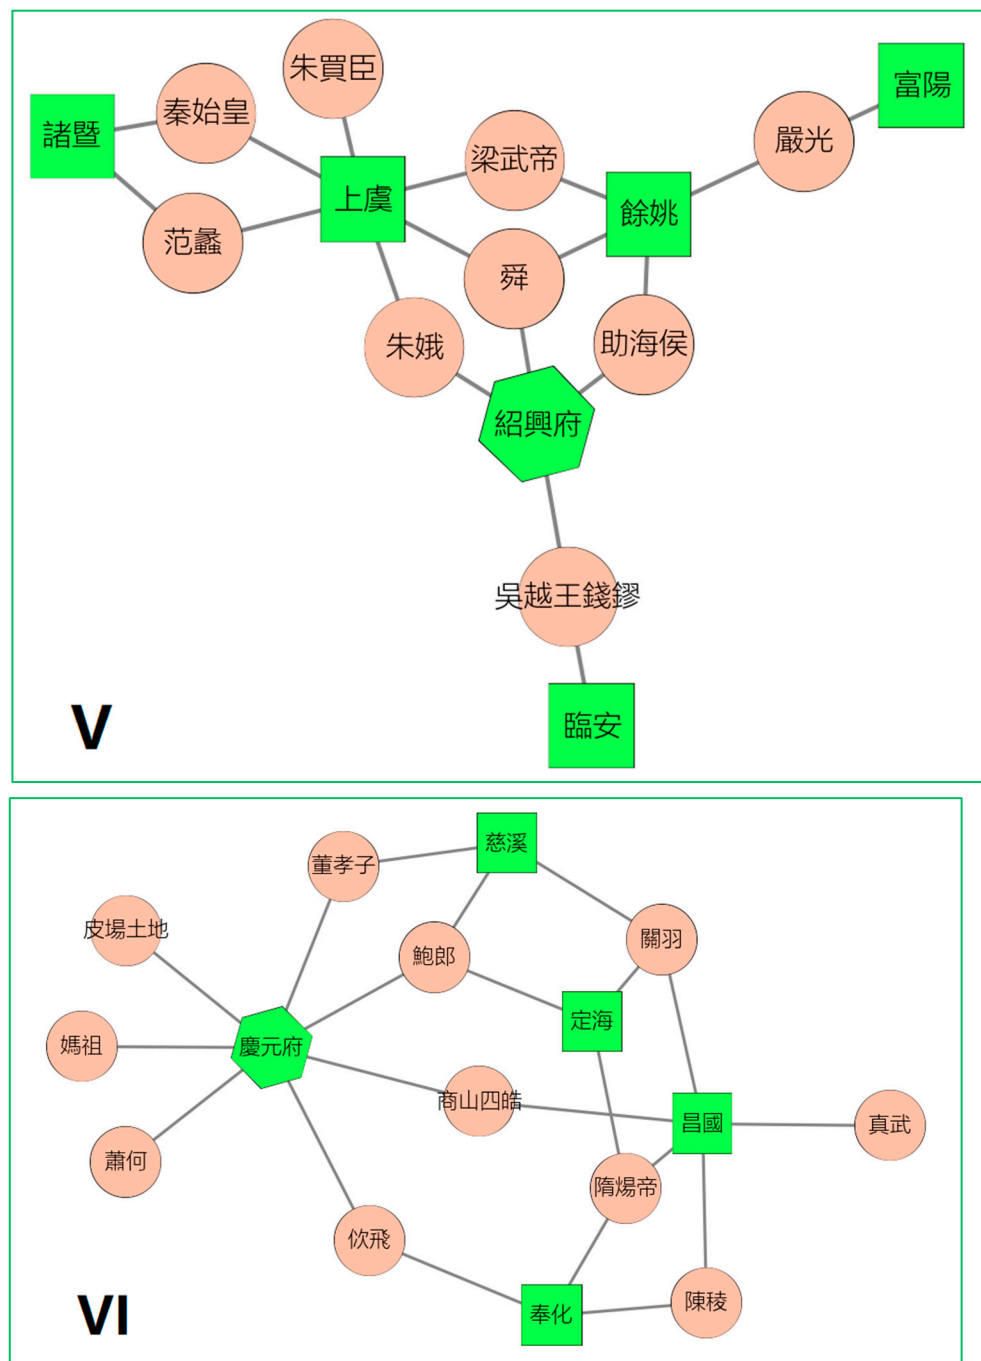 朱買臣
富陽
秦始皇
諸暨
嚴光
梁武帝
上虞
餘姚
范蠡
舜
朱娥
助海侯
紹興府
吳越王錢鏐
臨安
V
慈溪
董孝子
皮場土地
鮑郎
關羽
定海
慶元府
媽祖
商山四皓
昌國
真武
蕭何
隋煬帝
佽飛
陳稜
奉化
VI